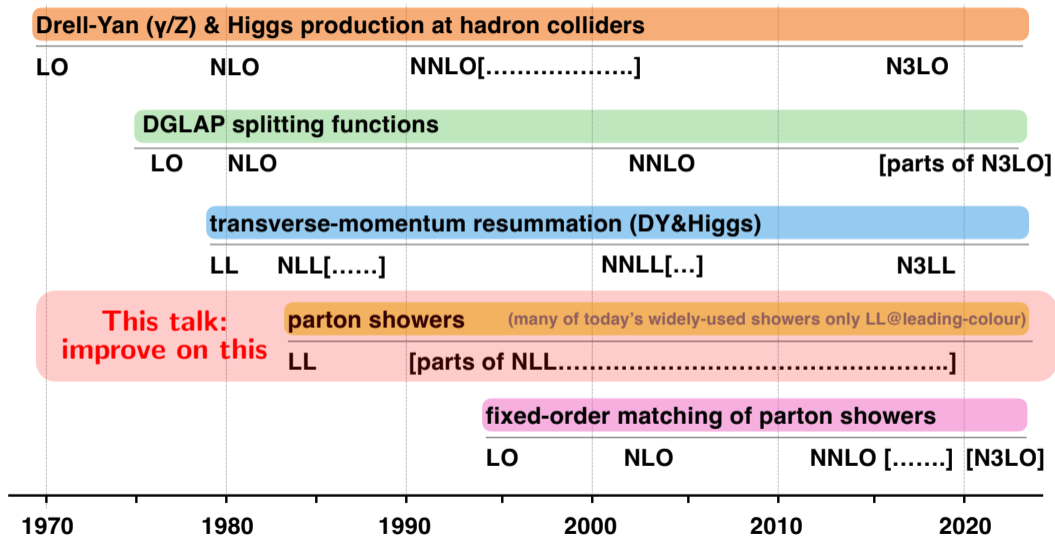 Drell-Yan (γ/Z) & Higgs production at hadron colliders
LO NLO NNLO[...................] N3LO
DGLAP splitting functions
LO NLO NNLO [parts of N3LO]
transverse-momentum resummation (DY&Higgs)
LL NLL[......] NNLL[...] N3LL
This talk:
improve on this
parton showers (many of today's widely-used showers only LL@leading-colour)
LL [parts of NLL.................................................]
fixed-order matching of parton showers
LO NLO NNLO [.......] [N3LO]
1970 1980 1990 2000 2010 2020